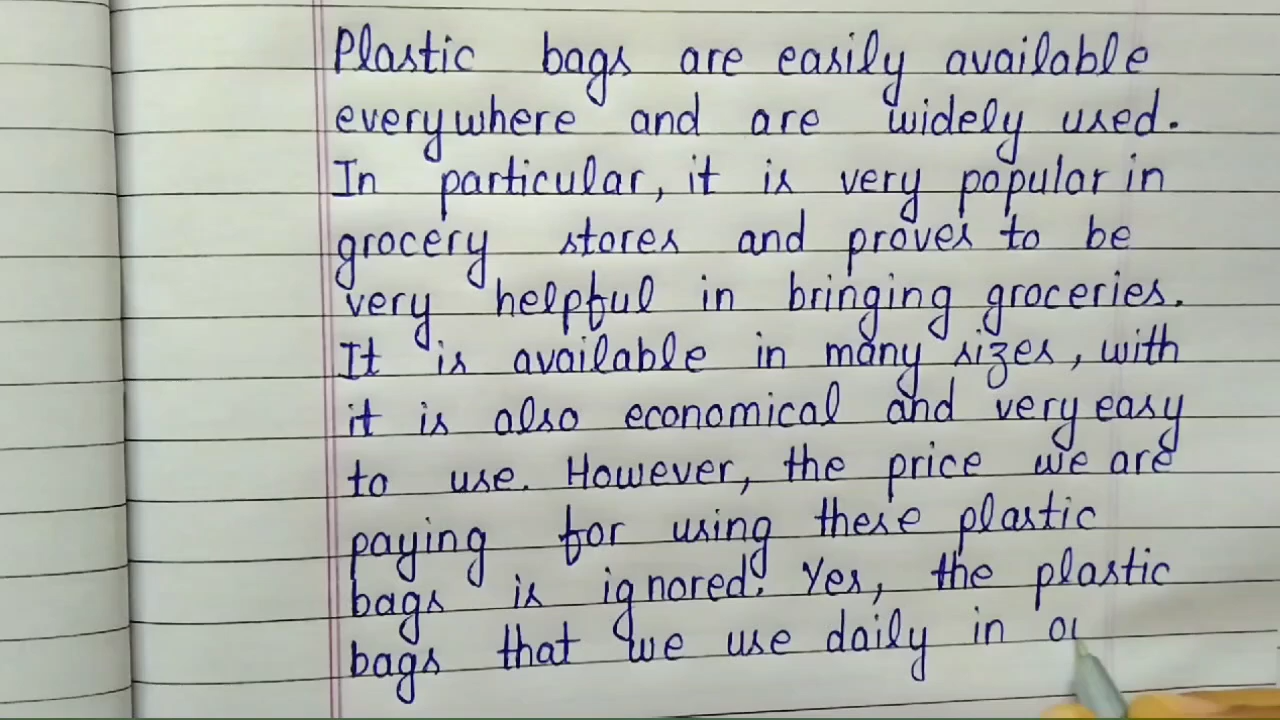 Plastic bags are easily available
everywhere and are widely used.
In particular, it is very popular in
grocery stores and proves to be
very helpful in bringing groceries.
It is available in many sizes, with
it is also economical and very easy
to use. However, the price we are
paying for using these plastic
bags is ignored. Yes, the plastic
bags that we use daily in